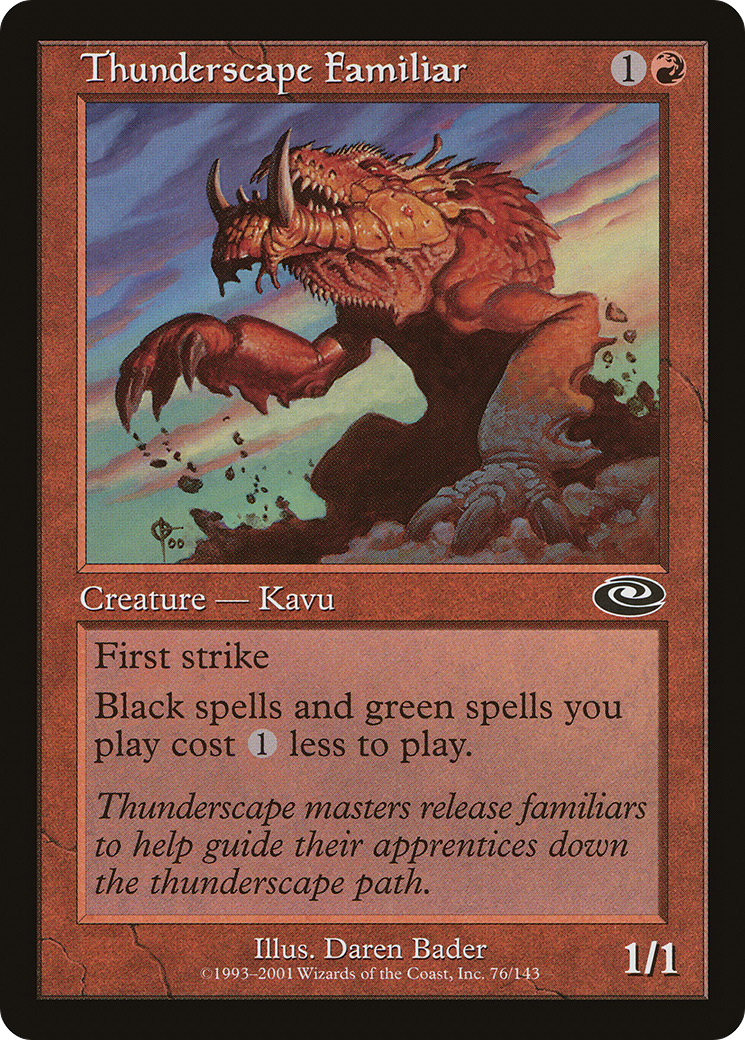 Thunderscape Familiar 1
Creature — Kavu
First strike
Black spells and green spells you
play cost 1 less to play.
Thunderscape masters release familiars
to help guide their apprentices down
the thunderscape path.
Illus. Daren Bader
©1993–2001 Wizards of the Coast, Inc. 76/143
1/1